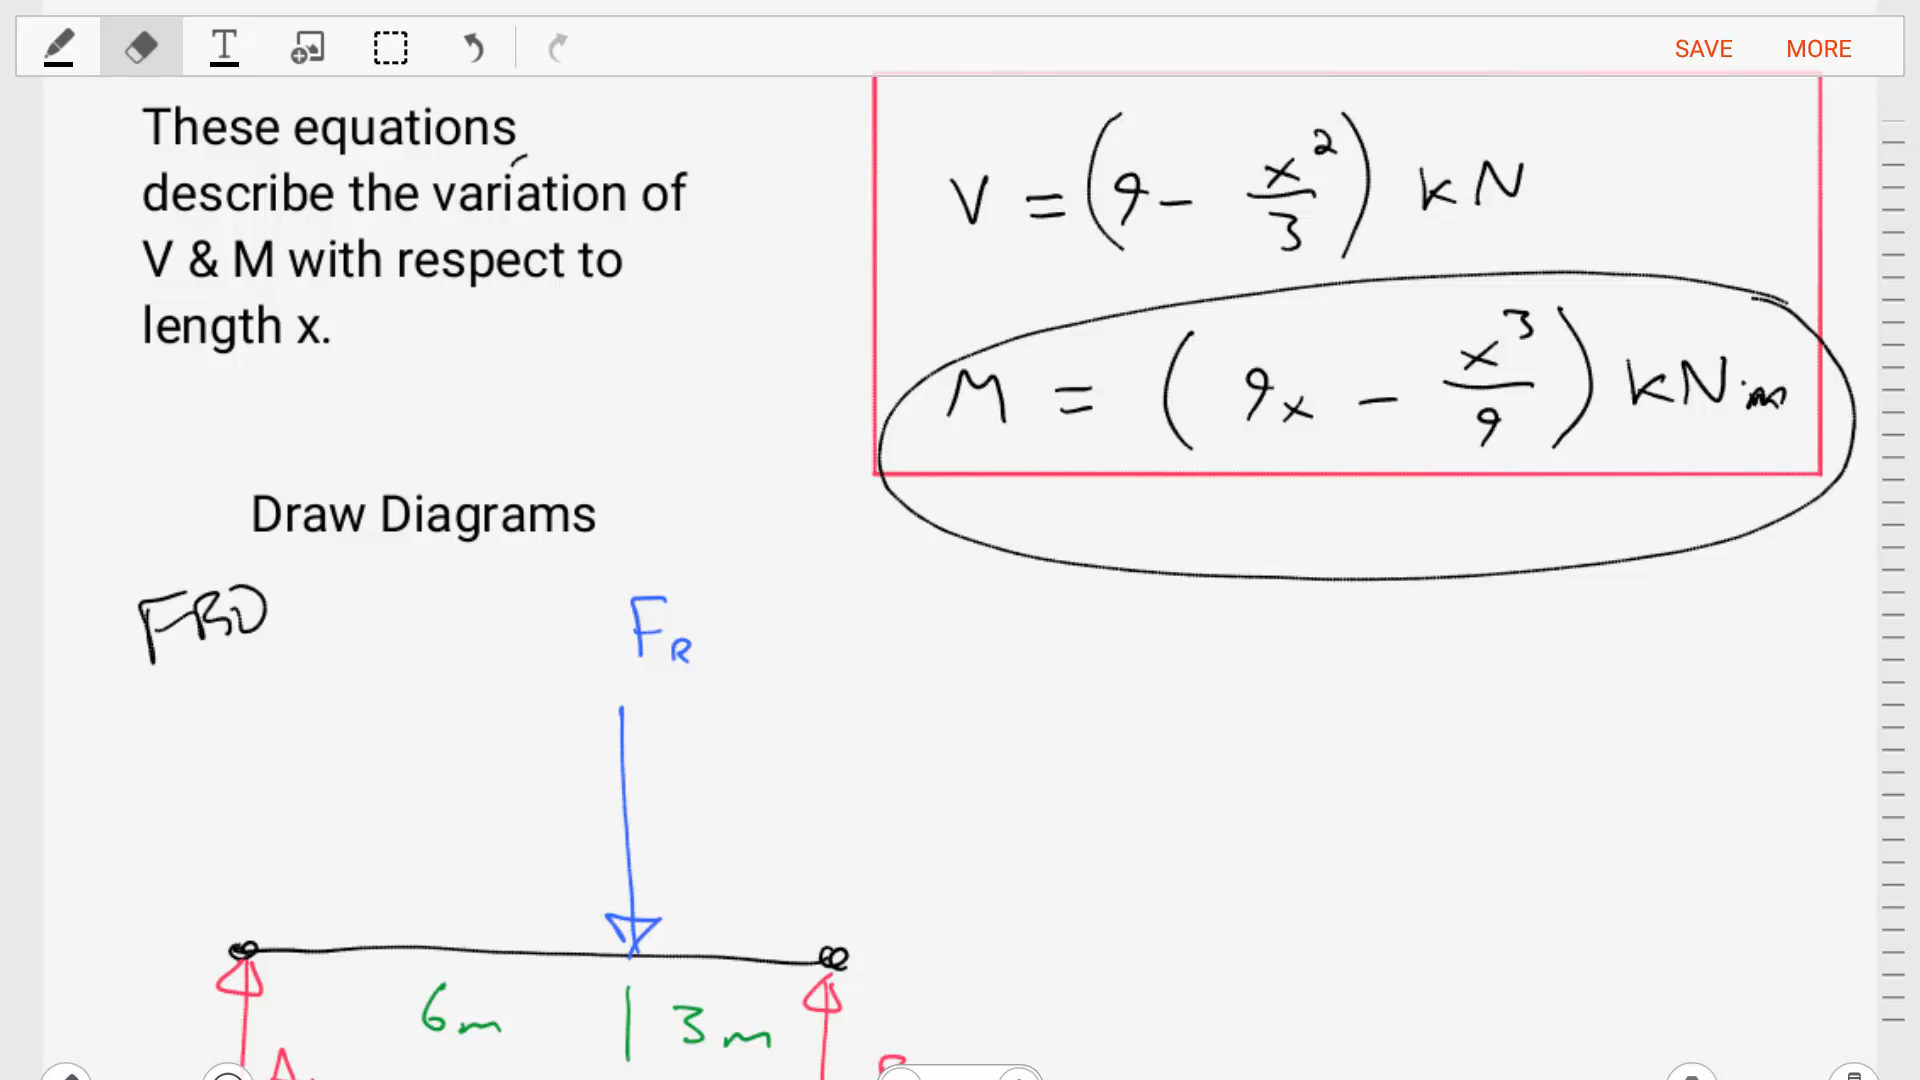 T
SAVE
MORE
These equations
describe the variation of
V & M with respect to
length x.
V = (9 - x²/3) kN
M = (9x - x³/9) kN·m
Draw Diagrams
FBD
F_R
6m | 3m